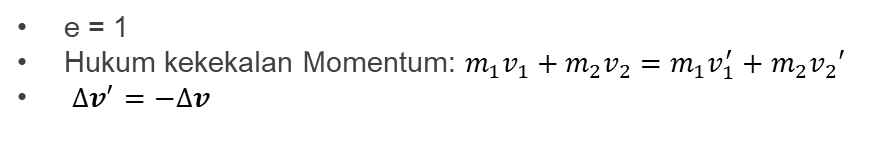 • e = 1
• Hukum kekekalan Momentum: 𝑚₁𝑣₁ + 𝑚₂𝑣₂ = 𝑚₁𝑣₁′ + 𝑚₂𝑣₂′
• Δ𝒗′ = −Δ𝒗